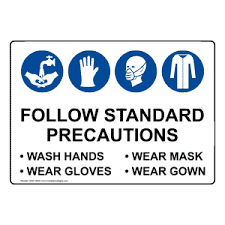 FOLLOW STANDARD
PRECAUTIONS
• WASH HANDS • WEAR MASK
• WEAR GLOVES • WEAR GOWN